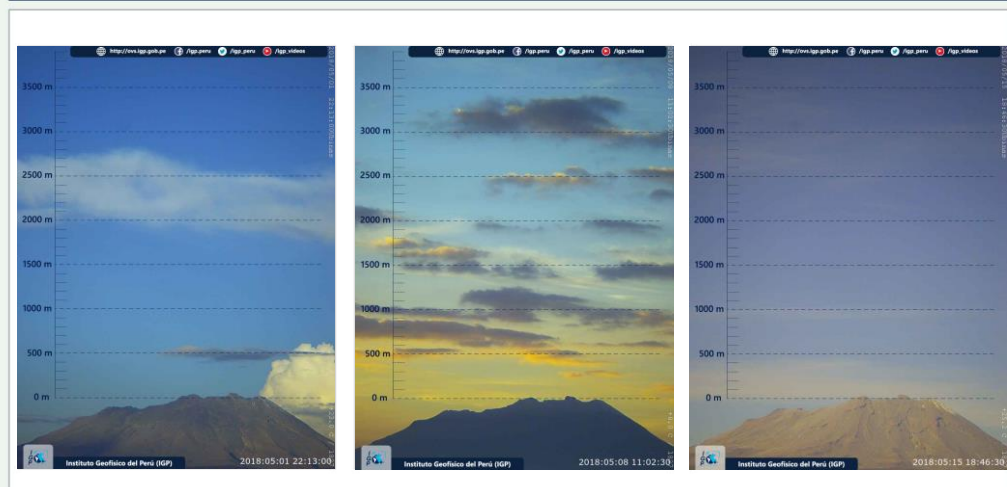 http://ovs.igp.gob.pe /igp.peru /igp_peru /igp_videos
3500 m
3000 m
2500 m
2000 m
1500 m
1000 m
500 m
0 m
Instituto Geofísico del Perú (IGP)
2018:05:01 22:13:00
http://ovs.igp.gob.pe /igp.peru /igp_peru /igp_videos
3500 m
3000 m
2500 m
2000 m
1500 m
1000 m
500 m
0 m
Instituto Geofísico del Perú (IGP)
2018:05:08 11:02:30
http://ovs.igp.gob.pe /igp.peru /igp_peru /igp_videos
3500 m
3000 m
2500 m
2000 m
1500 m
1000 m
500 m
0 m
Instituto Geofísico del Perú (IGP)
2018:05:15 18:46:30